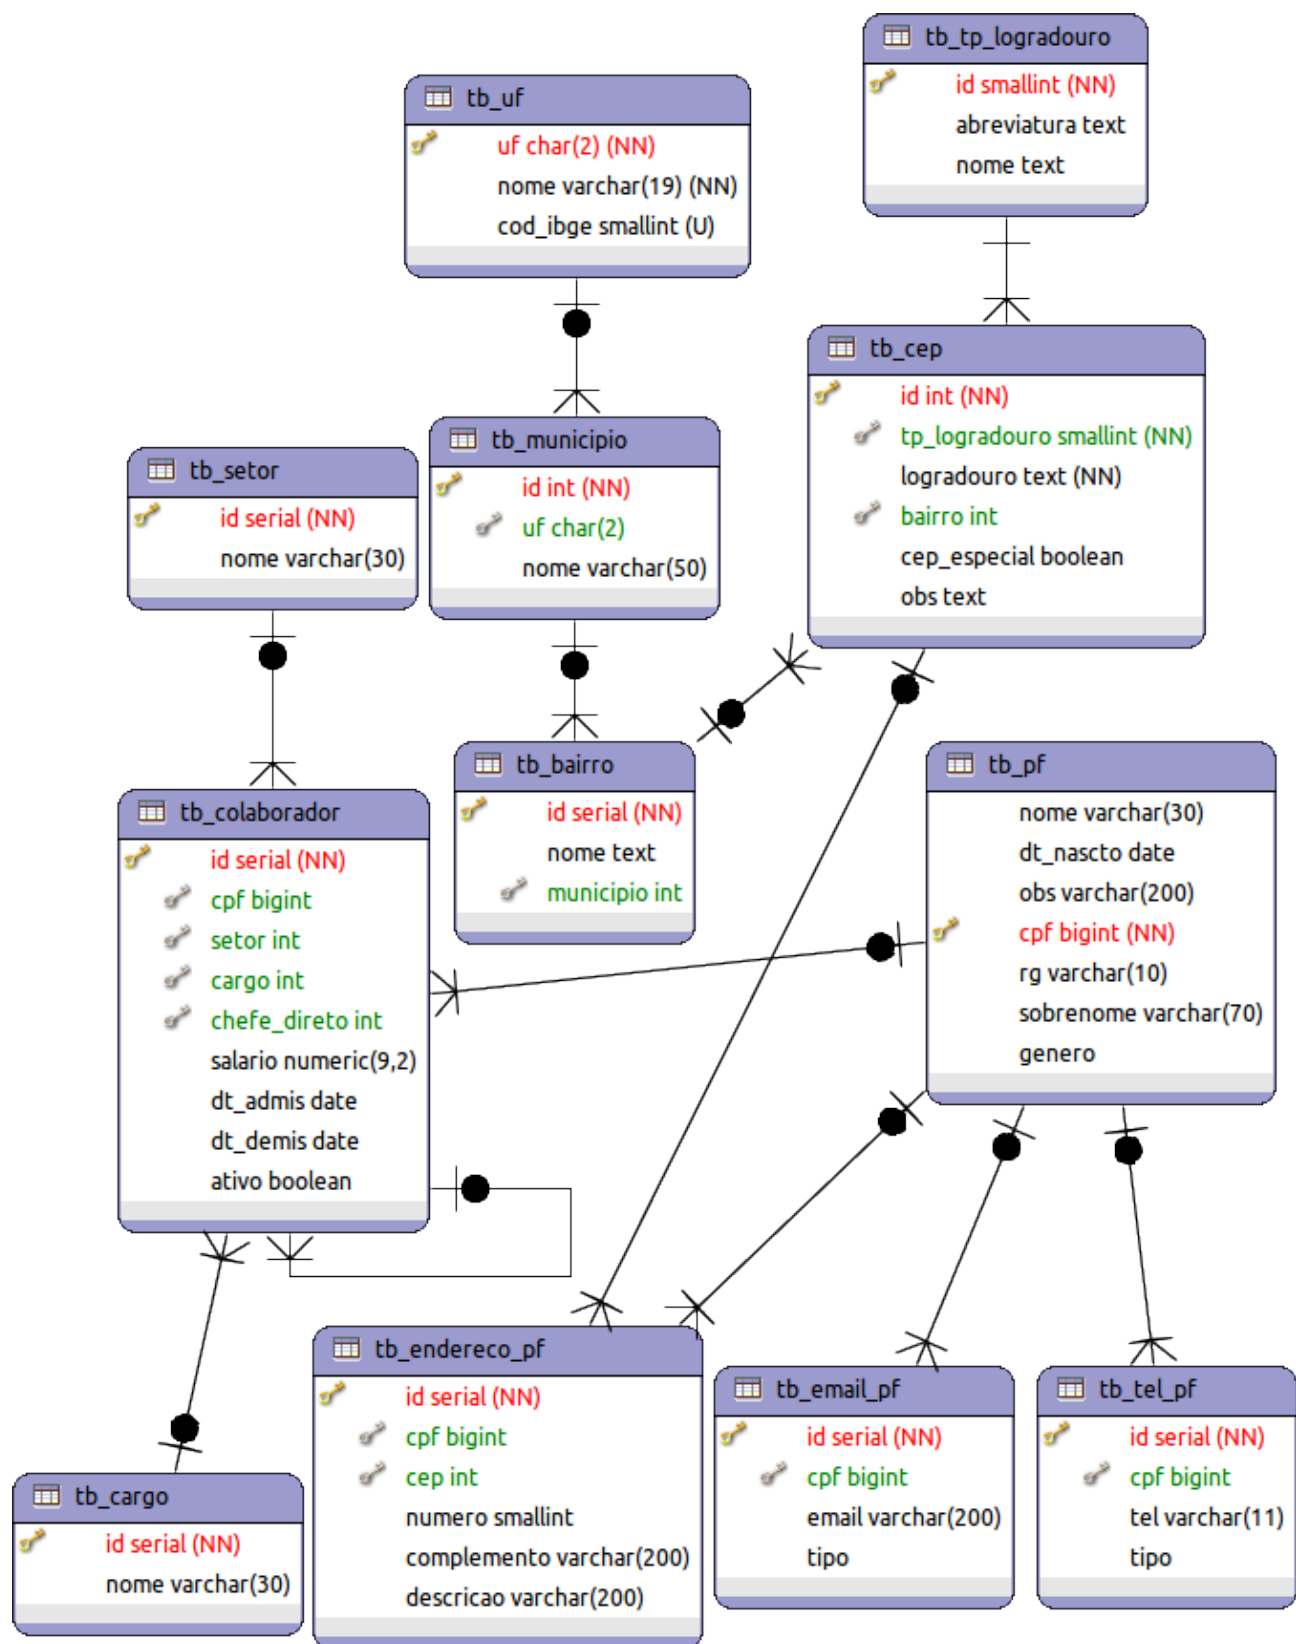 tb_tp_logradouro
id smallint (NN)
abreviatura text
nome text
tb_uf
uf char(2) (NN)
nome varchar(19) (NN)
cod_ibge smallint (U)
tb_cep
id int (NN)
tp_logradouro smallint (NN)
logradouro text (NN)
bairro int
cep_especial boolean
obs text
tb_municipio
id int (NN)
uf char(2)
nome varchar(50)
tb_setor
id serial (NN)
nome varchar(30)
tb_bairro
id serial (NN)
nome text
municipio int
tb_pf
nome varchar(30)
dt_nascto date
obs varchar(200)
cpf bigint (NN)
rg varchar(10)
sobrenome varchar(70)
genero
tb_colaborador
id serial (NN)
cpf bigint
setor int
cargo int
chefe_direto int
salario numeric(9,2)
dt_admis date
dt_demis date
ativo boolean
tb_endereco_pf
id serial (NN)
cpf bigint
cep int
numero smallint
complemento varchar(200)
descricao varchar(200)
tb_email_pf
id serial (NN)
cpf bigint
email varchar(200)
tipo
tb_tel_pf
id serial (NN)
cpf bigint
tel varchar(11)
tipo
tb_cargo
id serial (NN)
nome varchar(30)